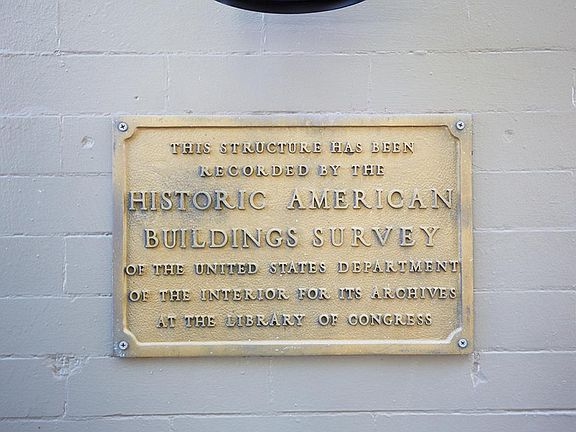 THIS STRUCTURE HAS BEEN
RECORDED BY THE
HISTORIC AMERICAN
BUILDINGS SURVEY
OF THE UNITED STATES DEPARTMENT
OF THE INTERIOR FOR ITS ARCHIVES
AT THE LIBRARY OF CONGRESS